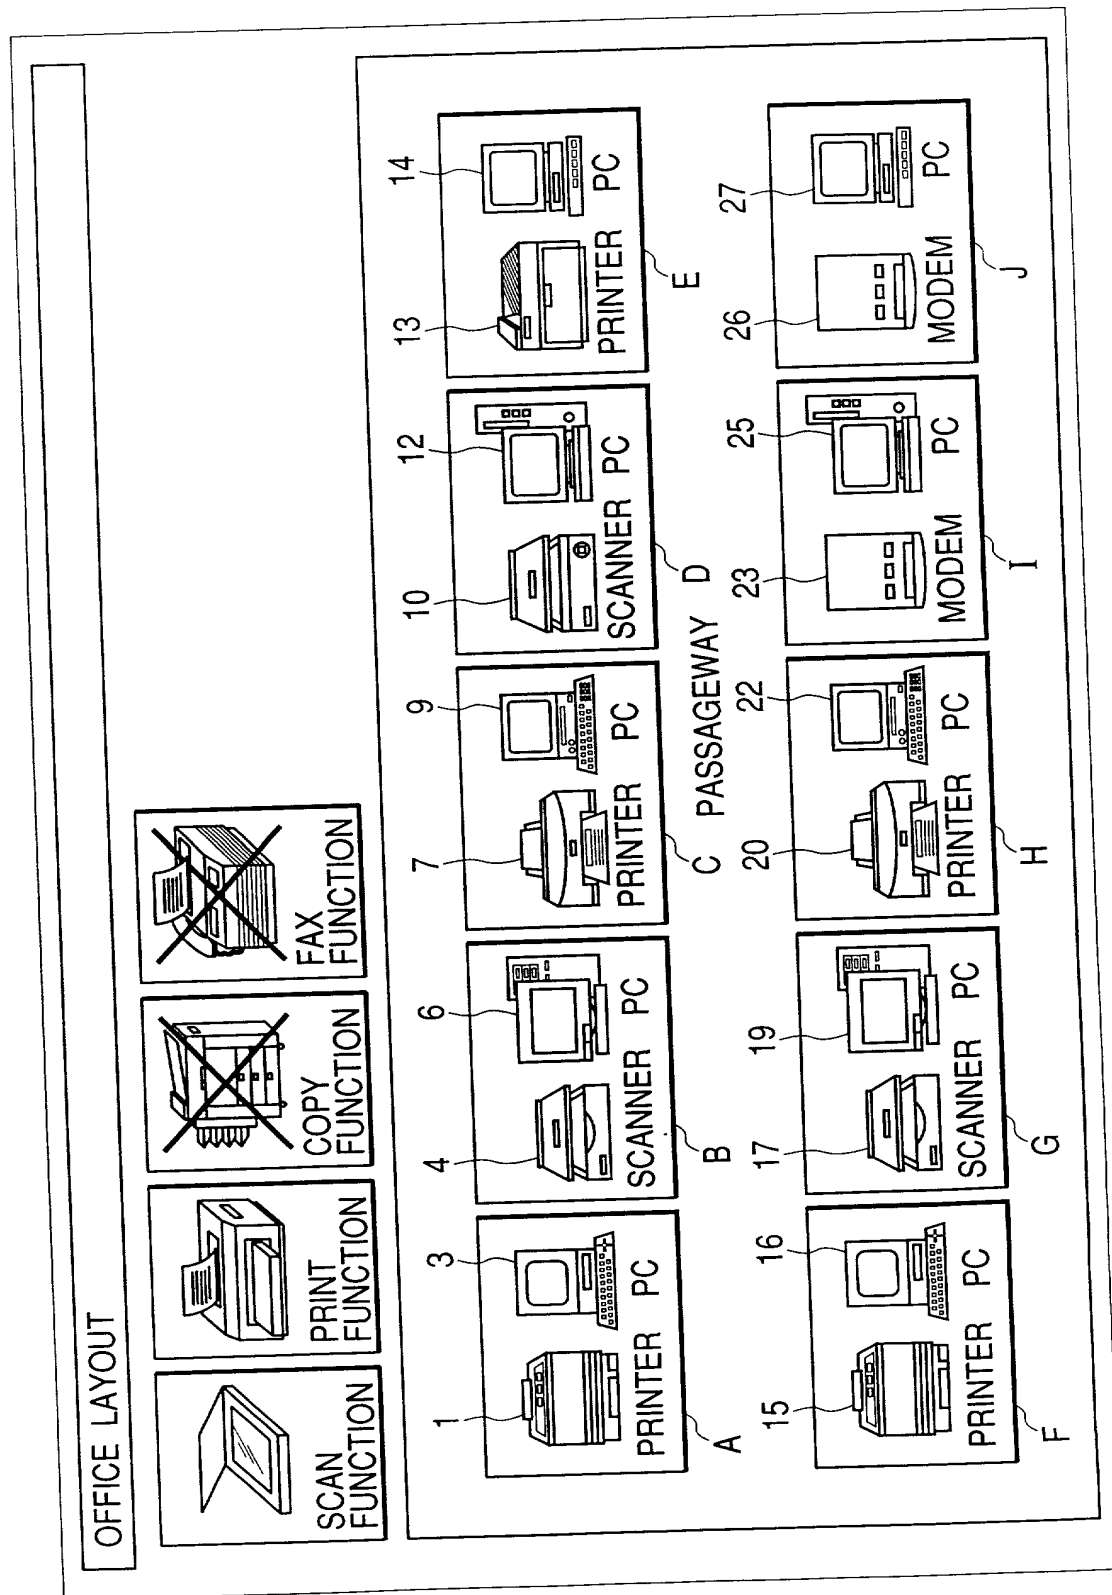 OFFICE LAYOUT
SCAN
FUNCTION
PRINT
FUNCTION
COPY
FUNCTION
FAX
FUNCTION
1 3
PRINTER PC
A
4 6
SCANNER PC
B
7 9
PRINTER PC
C
10 12
SCANNER PC
D
13 14
PRINTER PC
E
PASSAGEWAY
15 16
PRINTER PC
F
17 19
SCANNER PC
G
20 22
PRINTER PC
H
23 25
MODEM PC
I
26 27
MODEM PC
J